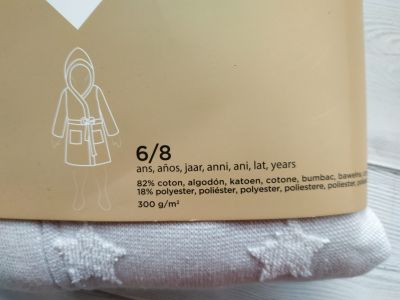 6/8
ans, años, jaar, anni, ani, lat, years
82% coton, algodón, katoen, cotone, bumbac, bawełna,
18% polyester, poliéster, polyester, poliestere, poliester,
300 g/m²